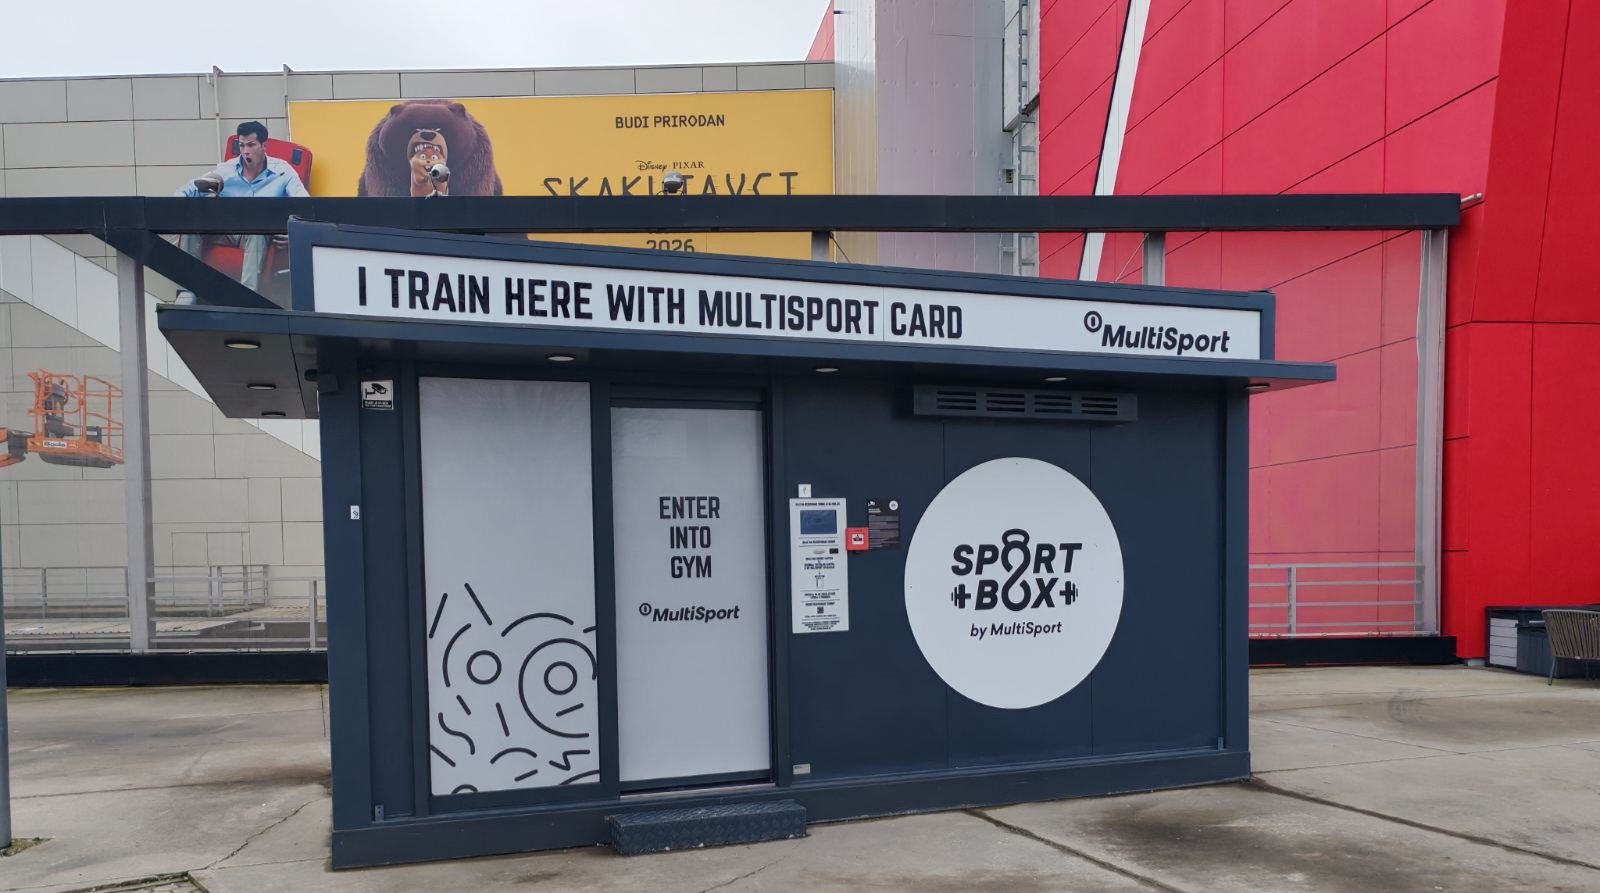 BUDI PRIRODAN
Disney PIXAR
2026
I TRAIN HERE WITH MULTISPORT CARD
MultiSport
ENTER
INTO
GYM
MultiSport
SPORT
BOX
by MultiSport